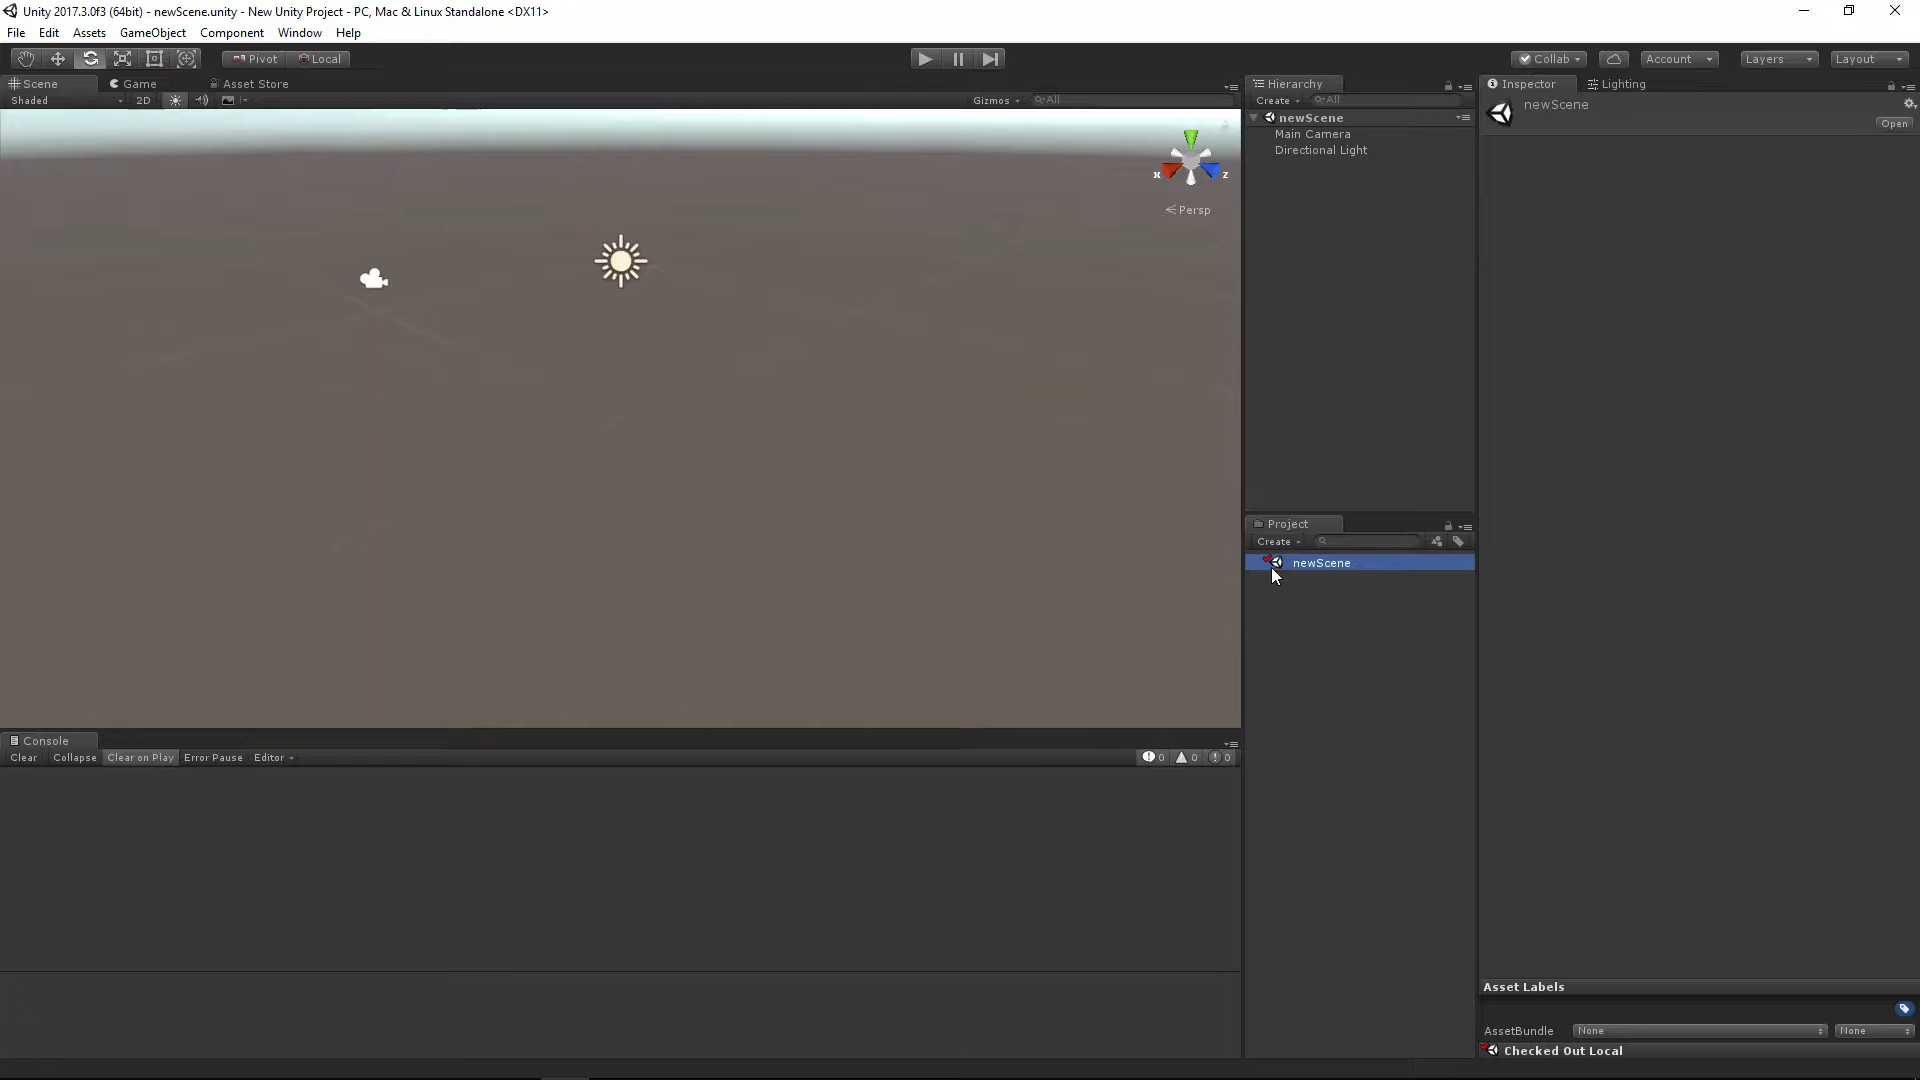 Unity 2017.3.0f3 (64bit) - newScene.unity - New Unity Project - PC, Mac & Linux Standalone <DX11>
File Edit Assets GameObject Component Window Help
Pivot Local Collab Account Layers Layout
Scene Game Asset Store
Shaded 2D Gizmos All
x z
Persp
Hierarchy
Create All
newScene
Main Camera
Directional Light
Project
Create
newScene
Inspector Lighting
newScene
Open
Console
Clear Collapse Clear on Play Error Pause Editor 0 0 0
Asset Labels
AssetBundle None None
Checked Out Local